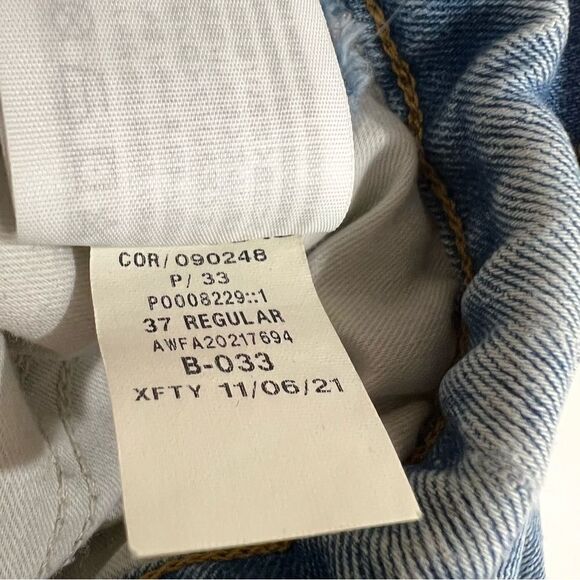 COR/090248
P/ 33
P0008229::1
37 REGULAR
AWFA20217694
B-033
XFTY 11/06/21